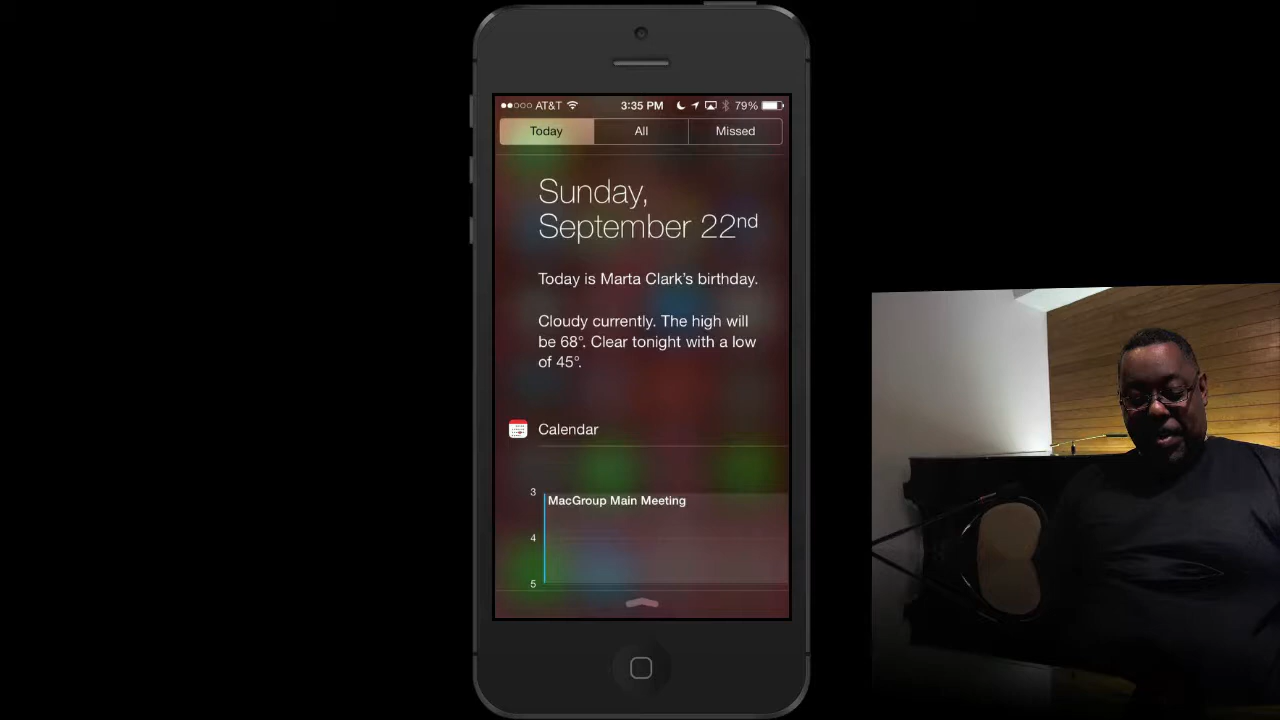 AT&T 3:35 PM 79%
Today All Missed
Sunday,
September 22nd
Today is Marta Clark's birthday.
Cloudy currently. The high will
be 68°. Clear tonight with a low
of 45°.
Calendar
3
MacGroup Main Meeting
4
5